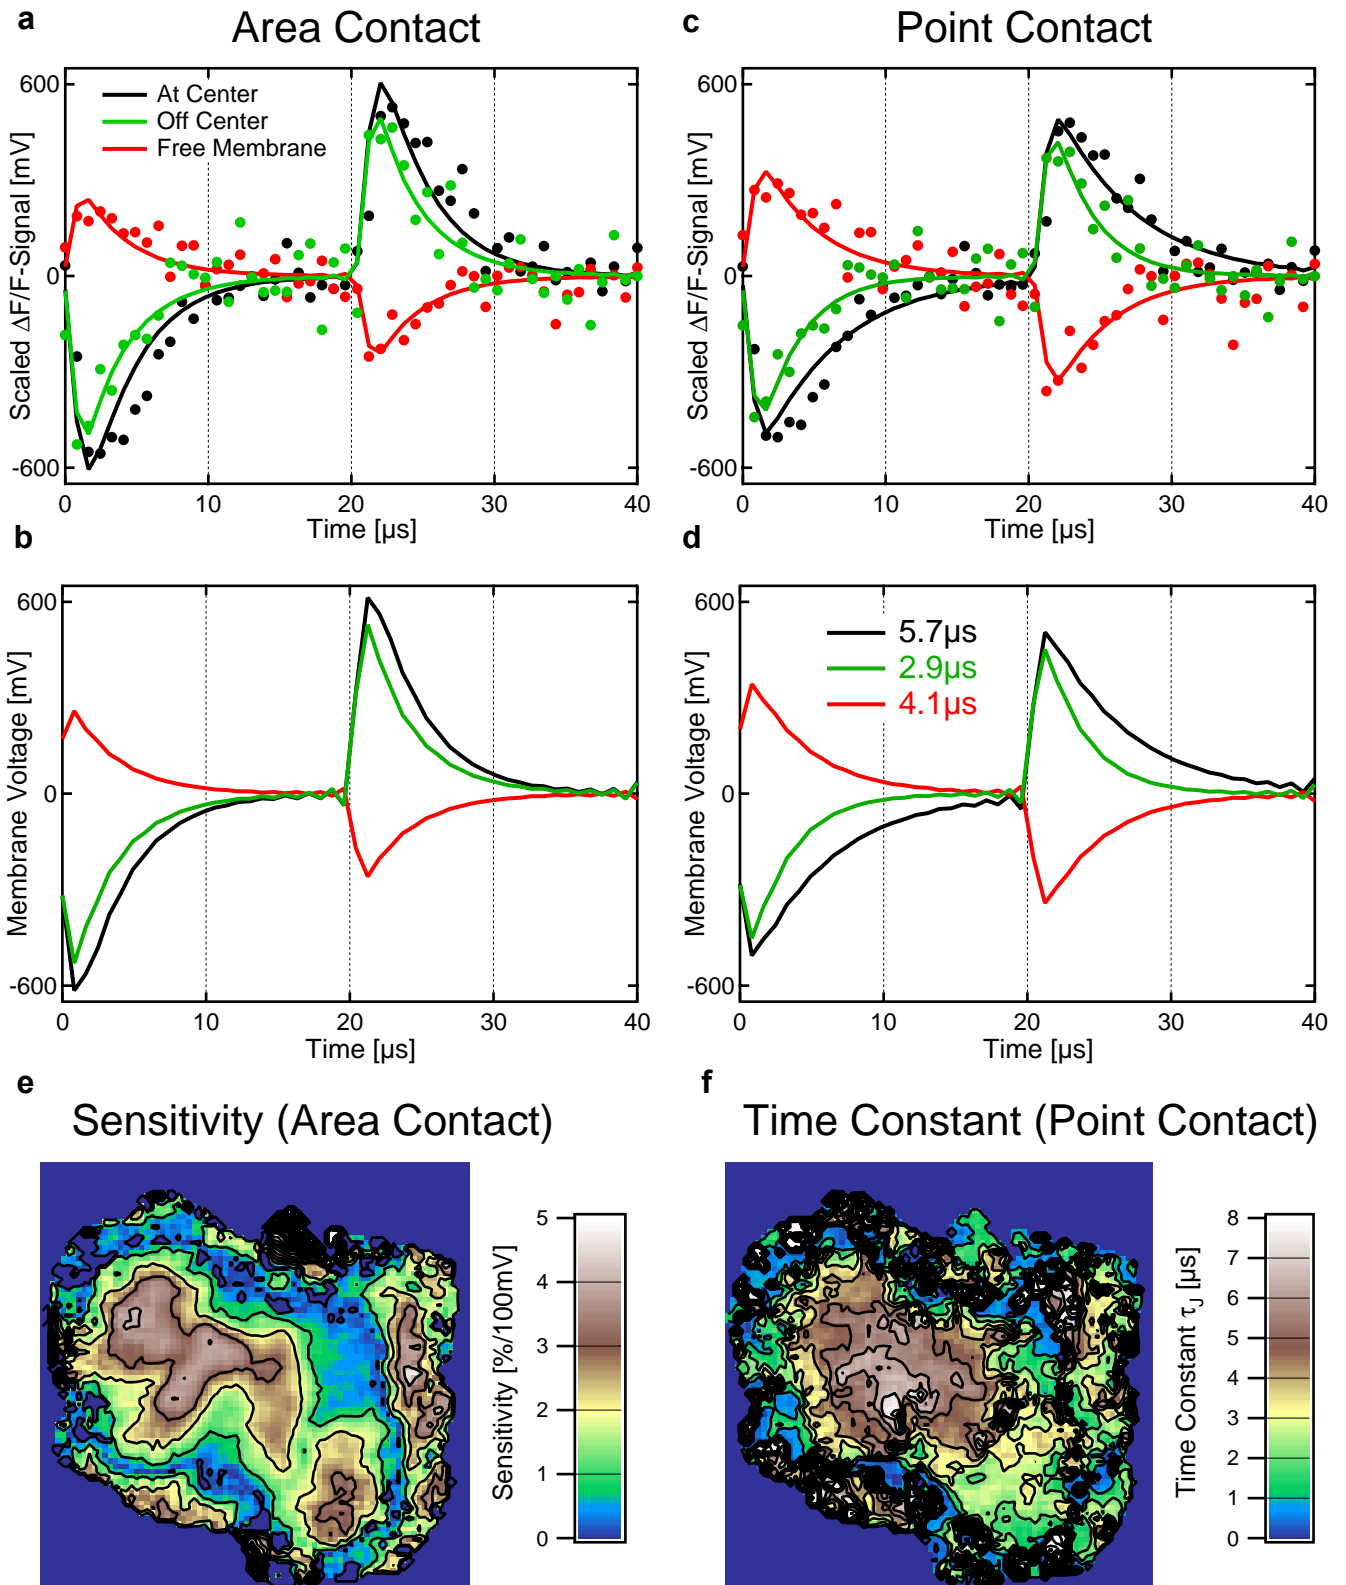 a
Area Contact
Scaled ΔF/F-Signal [mV]
600
0
-600
At Center
Off Center
Free Membrane
0 10 20 30 40
Time [µs]
c
Point Contact
Scaled ΔF/F-Signal [mV]
600
0
-600
0 10 20 30 40
Time [µs]
b
Membrane Voltage [mV]
600
0
-600
0 10 20 30 40
Time [µs]
d
Membrane Voltage [mV]
600
0
-600
5.7µs
2.9µs
4.1µs
0 10 20 30 40
Time [µs]
e
Sensitivity (Area Contact)
Sensitivity [%/100mV]
5
4
3
2
1
0
f
Time Constant (Point Contact)
Time Constant τJ [µs]
8
7
6
5
4
3
2
1
0